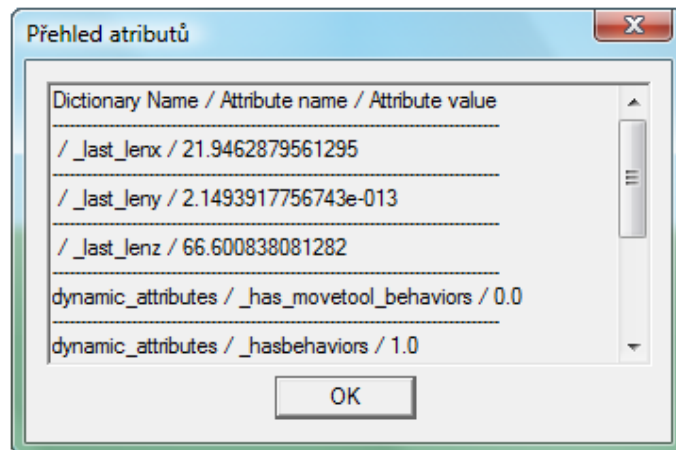 Přehled atributů
Dictionary Name / Attribute name / Attribute value
/ _last_lenx / 21.9462879561295
/ _last_leny / 2.1493917756743e-013
/ _last_lenz / 66.600838081282
dynamic_attributes / _has_movetool_behaviors / 0.0
dynamic_attributes / _hasbehaviors / 1.0
OK